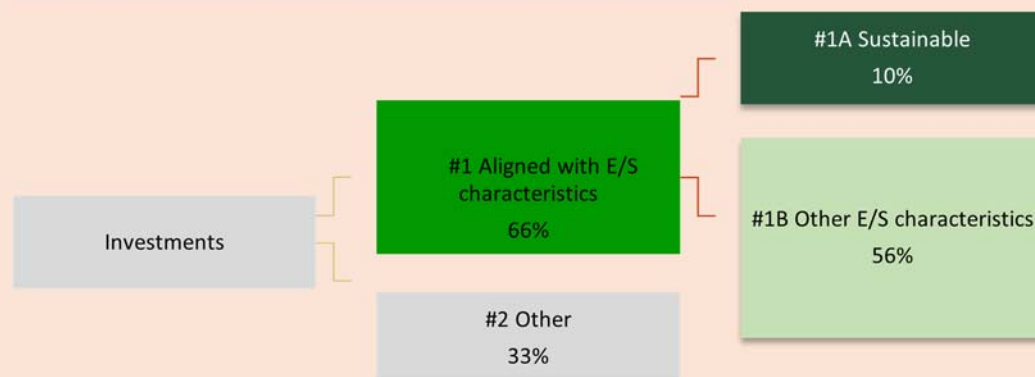 Investments
#1 Aligned with E/S
characteristics
66%
#2 Other
33%
#1A Sustainable
10%
#1B Other E/S characteristics
56%